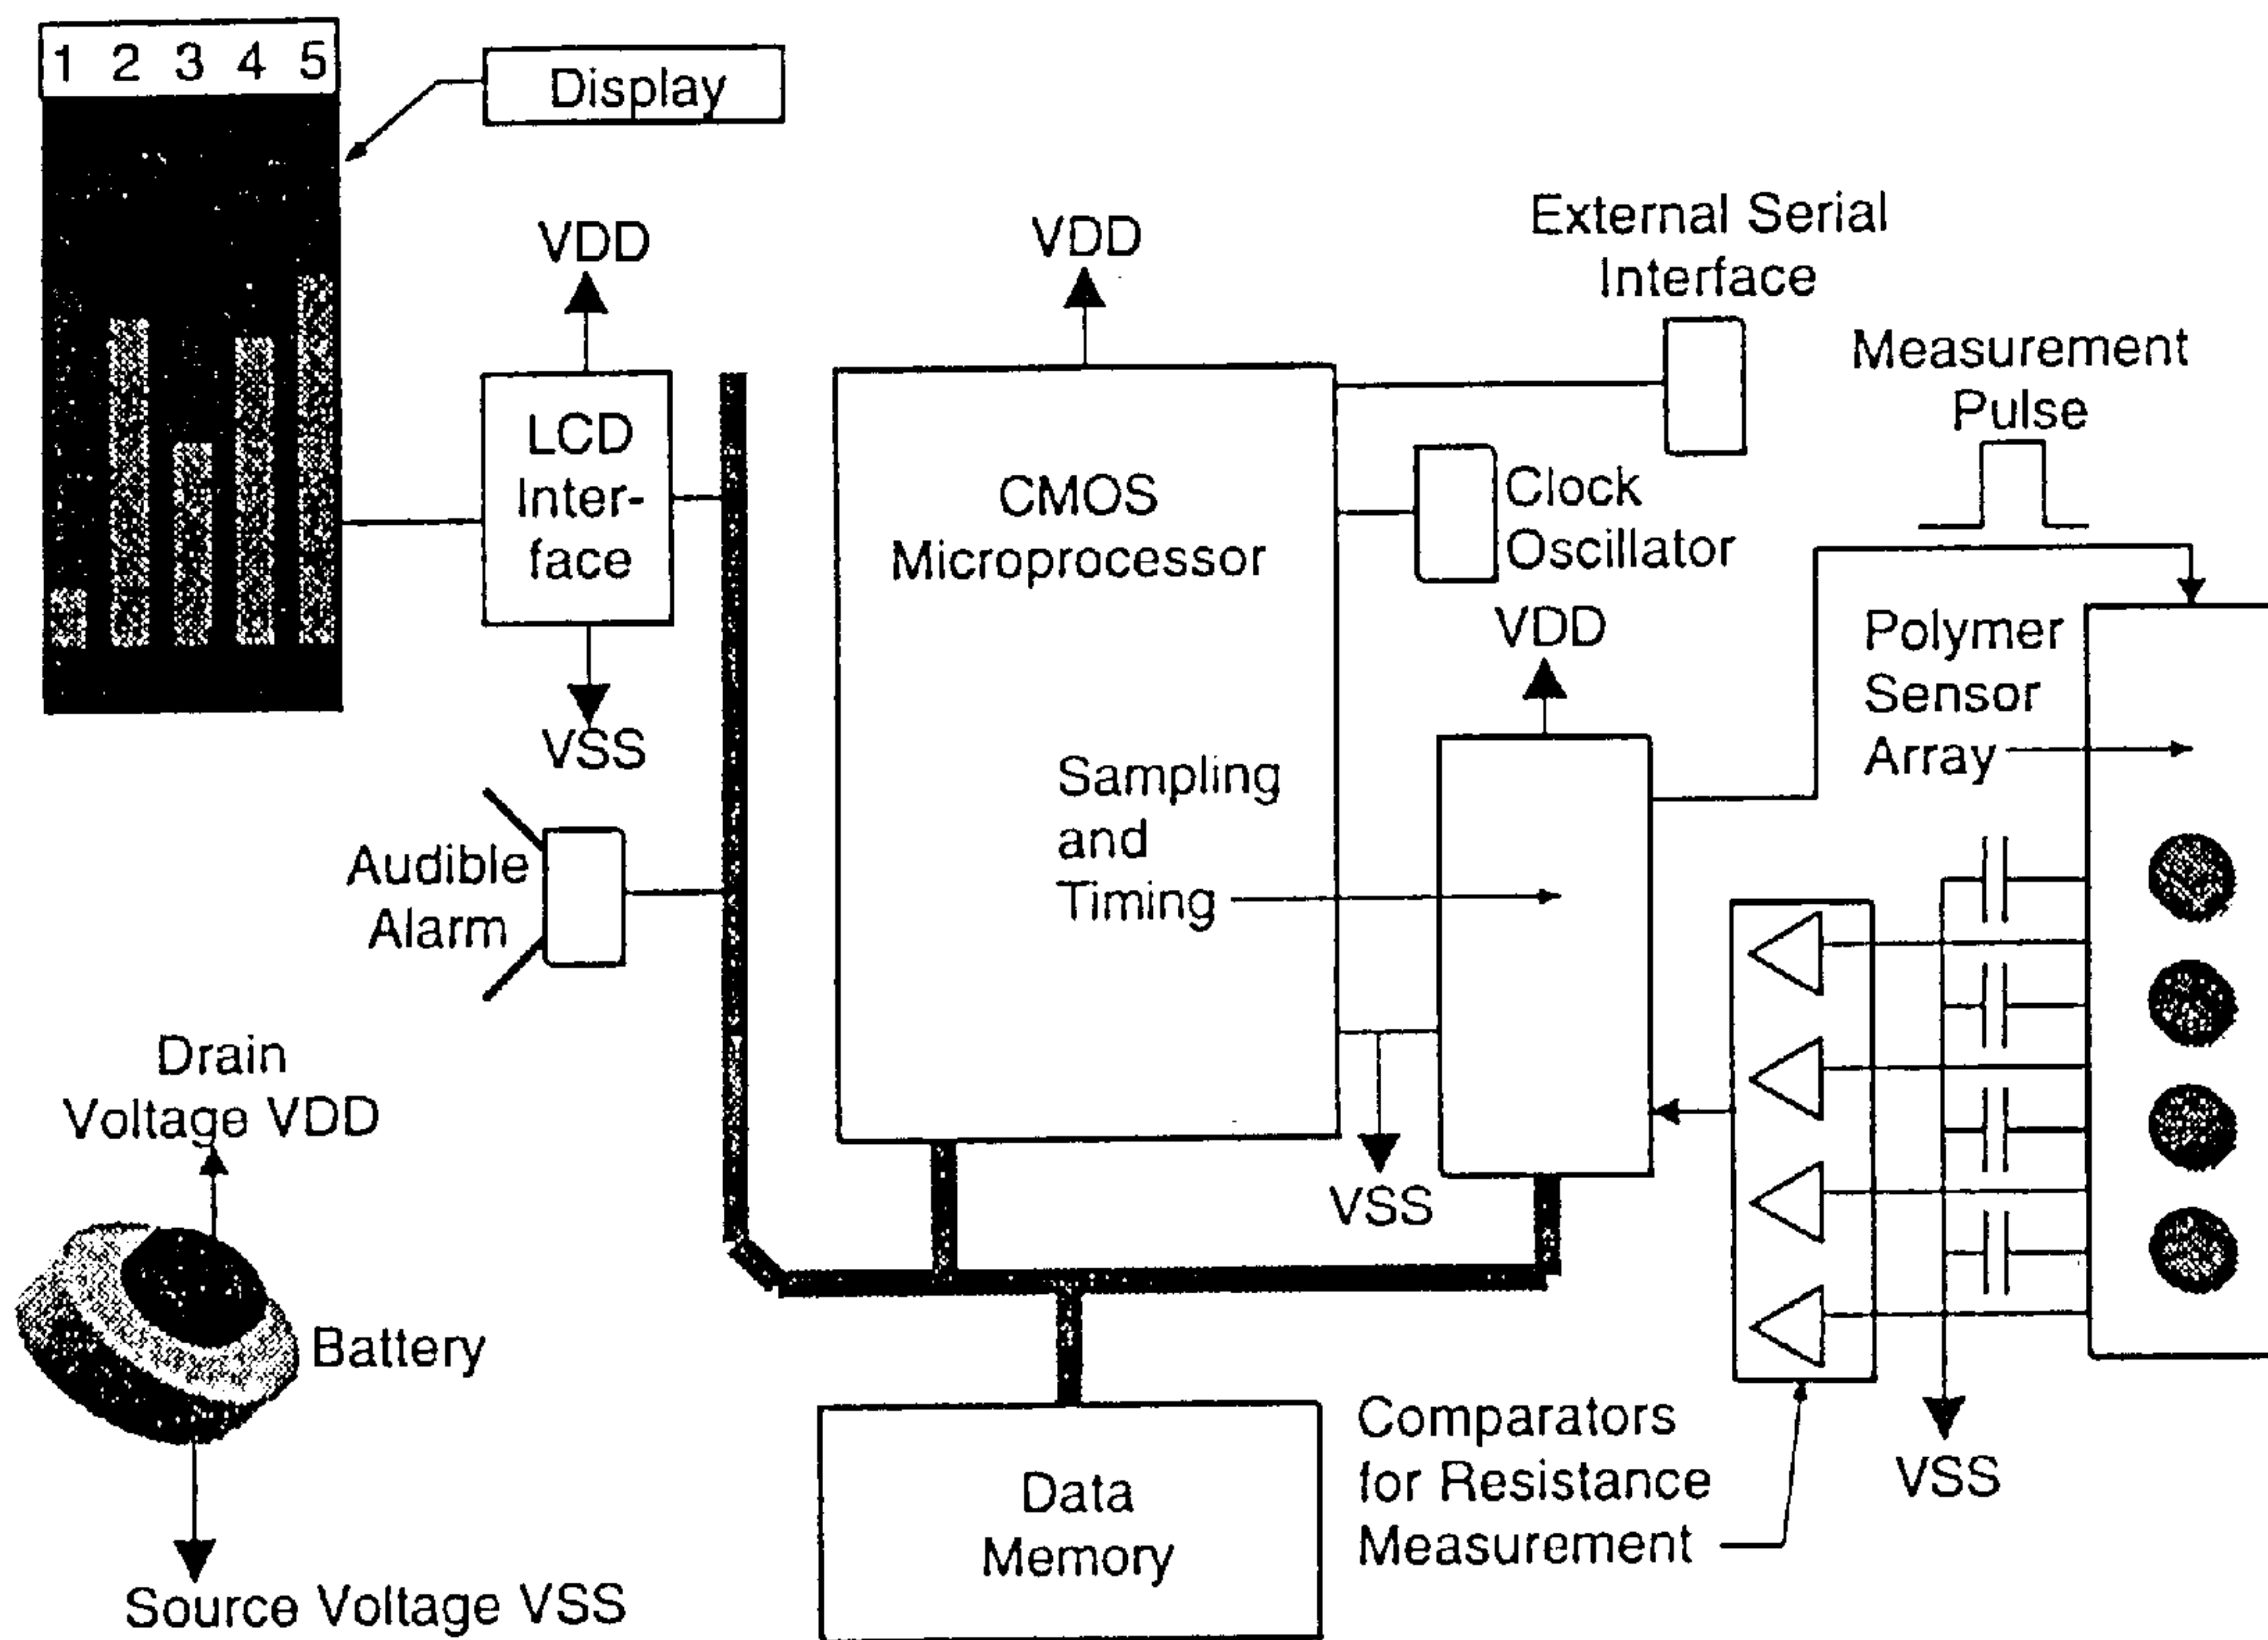 1 2 3 4 5
Display
VDD
LCD
Inter-
face
VSS
VDD
CMOS
Microprocessor
External Serial
Interface
Clock
Oscillator
Measurement
Pulse
VDD
Sampling
and
Timing
Polymer
Sensor
Array
Audible
Alarm
VSS
Drain
Voltage VDD
Battery
Source Voltage VSS
Data
Memory
Comparators
for Resistance
Measurement
VSS